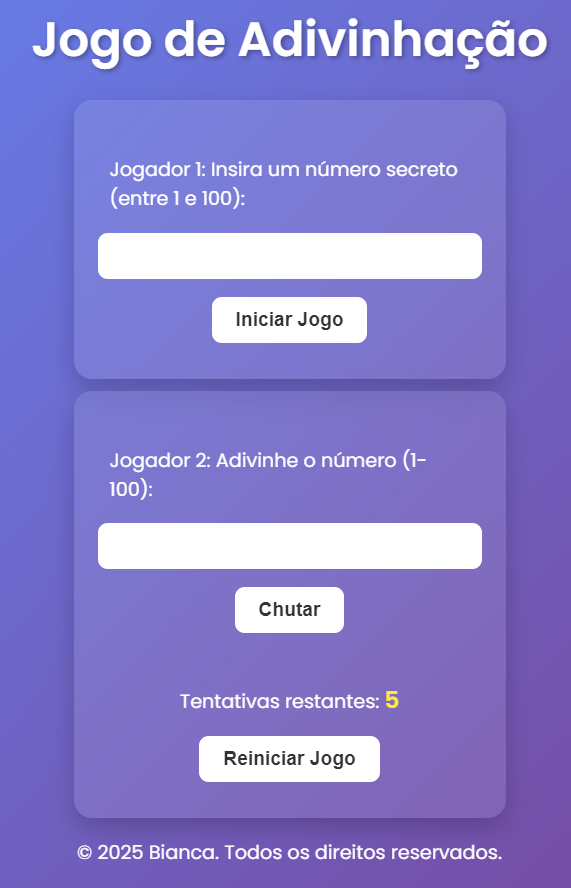 Jogo de Adivinhação
Jogador 1: Insira um número secreto
(entre 1 e 100):
Iniciar Jogo
Jogador 2: Adivinhe o número (1-
100):
Chutar
Tentativas restantes: 5
Reiniciar Jogo
© 2025 Bianca. Todos os direitos reservados.